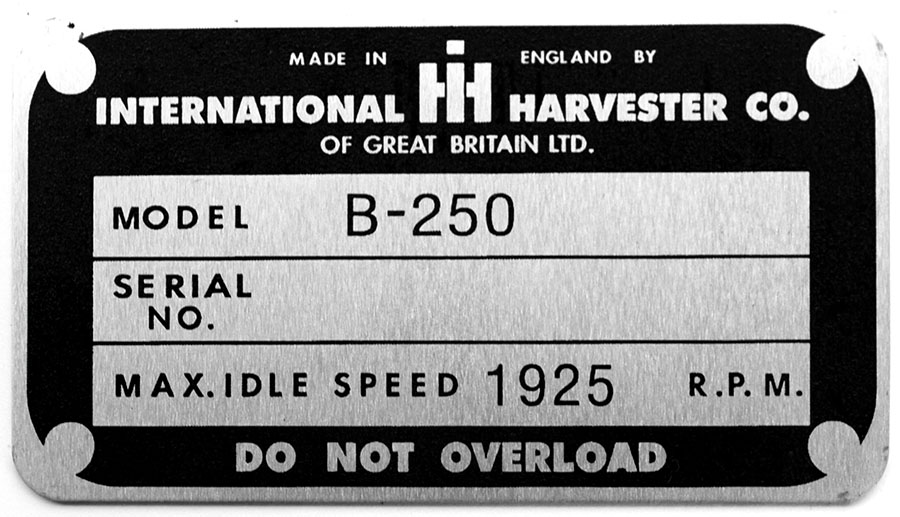 MADE IN ENGLAND BY
INTERNATIONAL IH HARVESTER CO.
OF GREAT BRITAIN LTD.
MODEL B-250
SERIAL
NO.
MAX. IDLE SPEED 1925 R.P.M.
DO NOT OVERLOAD